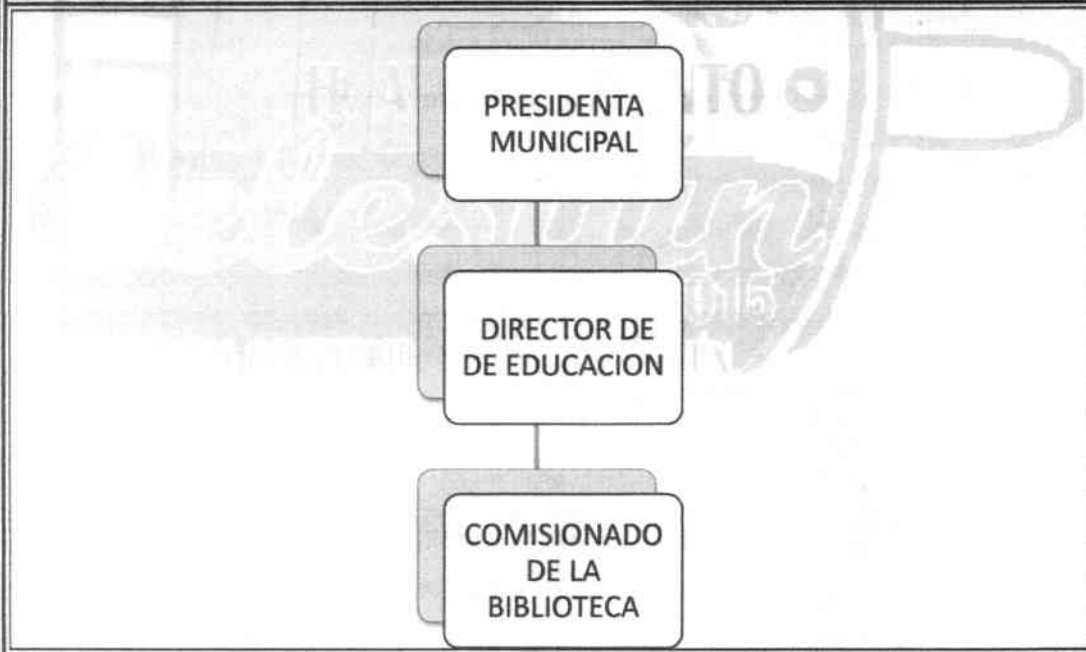 PRESIDENTA
MUNICIPAL
DIRECTOR DE
DE EDUCACION
COMISIONADO
DE LA
BIBLIOTECA